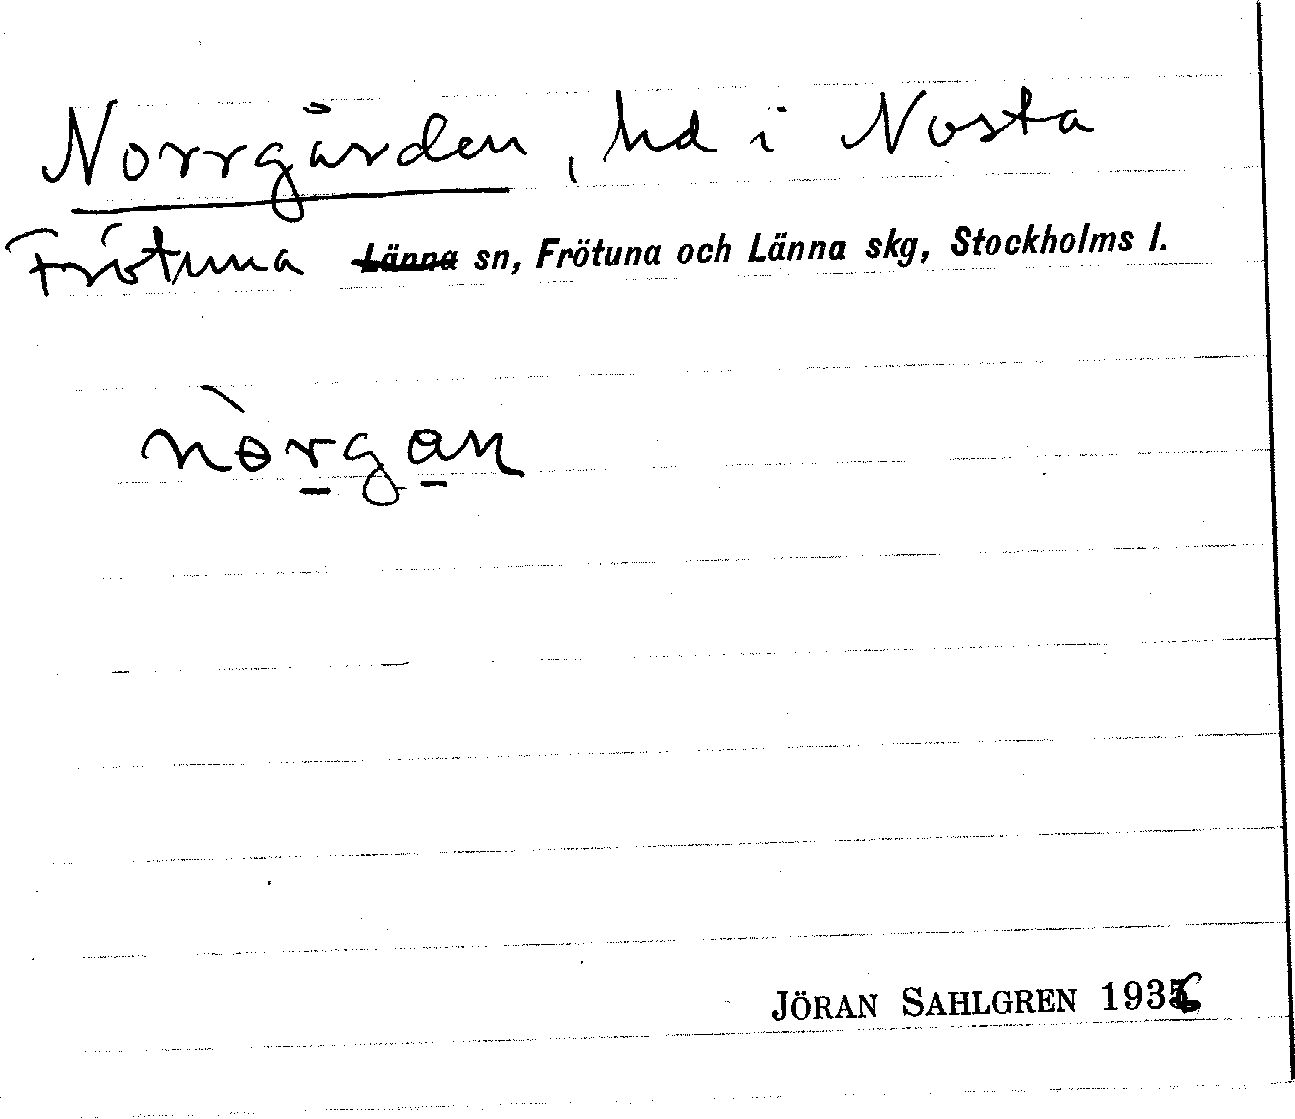 Norrgården, hd i Nosta
Frötuna ~~Länna~~ sn, Frötuna och Länna skg, Stockholms l.
nòrgan
JÖRAN SAHLGREN 1936